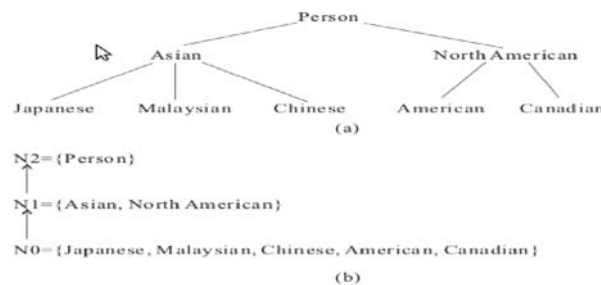 Person
Asian North American
Japanese Malaysian Chinese American Canadian
(a)
N2={Person}
N1={Asian, North American}
N0={Japanese, Malaysian, Chinese, American, Canadian}
(b)